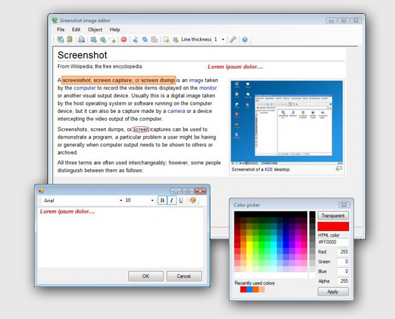 Greenshot image editor
File Edit Object Help
Line thickness 1
Screenshot
From Wikipedia, the free encyclopedia
Lorem ipsum dolor....
A screenshot, screen capture, or screen dump is an image taken
by the computer to record the visible items displayed on the monitor
or another visual output device. Usually this is a digital image taken
by the host operating system or software running on the computer
device, but it can also be a capture made by a camera or a device
intercepting the video output of the computer.
Screenshots, screen dumps, or screen captures can be used to
demonstrate a program, a particular problem a user might be having
or generally when computer output needs to be shown to others or
archived.
All three terms are often used interchangeably; however, some people
distinguish between them as follows:
Screenshot of a KDE desktop.
Arial 10 B I U
Lorem ipsum dolor....
OK Cancel
Color picker
Transparent
HTML color
#FF0000
Red 255
Green 0
Blue 0
Alpha 255
Recently used colors
Apply